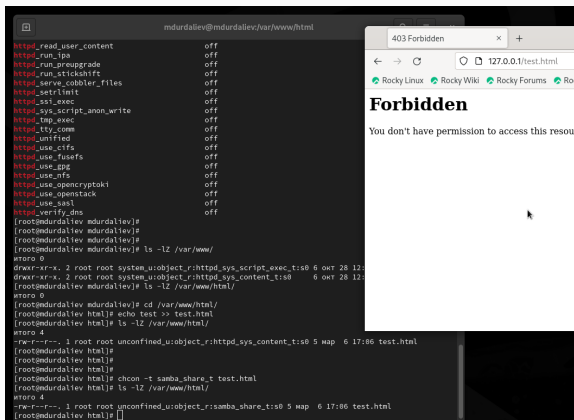 mdurdaliev@mdurdaliev:/var/www/html
httpd_read_user_content off
httpd_run_ipa off
httpd_run_preupgrade off
httpd_run_stickshift off
httpd_serve_cobbler_files off
httpd_setrlimit off
httpd_ssi_exec off
httpd_sys_script_anon_write off
httpd_tmp_exec off
httpd_tty_comm off
httpd_unified off
httpd_use_cifs off
httpd_use_fusefs off
httpd_use_gpg off
httpd_use_nfs off
httpd_use_opencryptoki off
httpd_use_openstack off
httpd_use_sasl off
httpd_verify_dns off
[root@mdurdaliev mdurdaliev]#
[root@mdurdaliev mdurdaliev]#
[root@mdurdaliev mdurdaliev]# ls -lZ /var/www/
итого 0
drwxr-xr-x. 2 root root system_u:object_r:httpd_sys_script_exec_t:s0 6 окт 28 12:
drwxr-xr-x. 2 root root system_u:object_r:httpd_sys_content_t:s0 6 окт 28 12:
[root@mdurdaliev mdurdaliev]# ls -lZ /var/www/html/
итого 0
[root@mdurdaliev mdurdaliev]# cd /var/www/html/
[root@mdurdaliev html]# echo test >> test.html
[root@mdurdaliev html]# ls -lZ /var/www/html/
итого 4
-rw-r--r--. 1 root root unconfined_u:object_r:httpd_sys_content_t:s0 5 мар 6 17:06 test.html
[root@mdurdaliev html]#
[root@mdurdaliev html]#
[root@mdurdaliev html]# chcon -t samba_share_t test.html
[root@mdurdaliev html]# ls -lZ /var/www/html/
итого 4
-rw-r--r--. 1 root root unconfined_u:object_r:samba_share_t:s0 5 мар 6 17:06 test.html
[root@mdurdaliev html]#
403 Forbidden
127.0.0.1/test.html
Rocky Linux Rocky Wiki Rocky Forums Ro
Forbidden
You don't have permission to access this resou